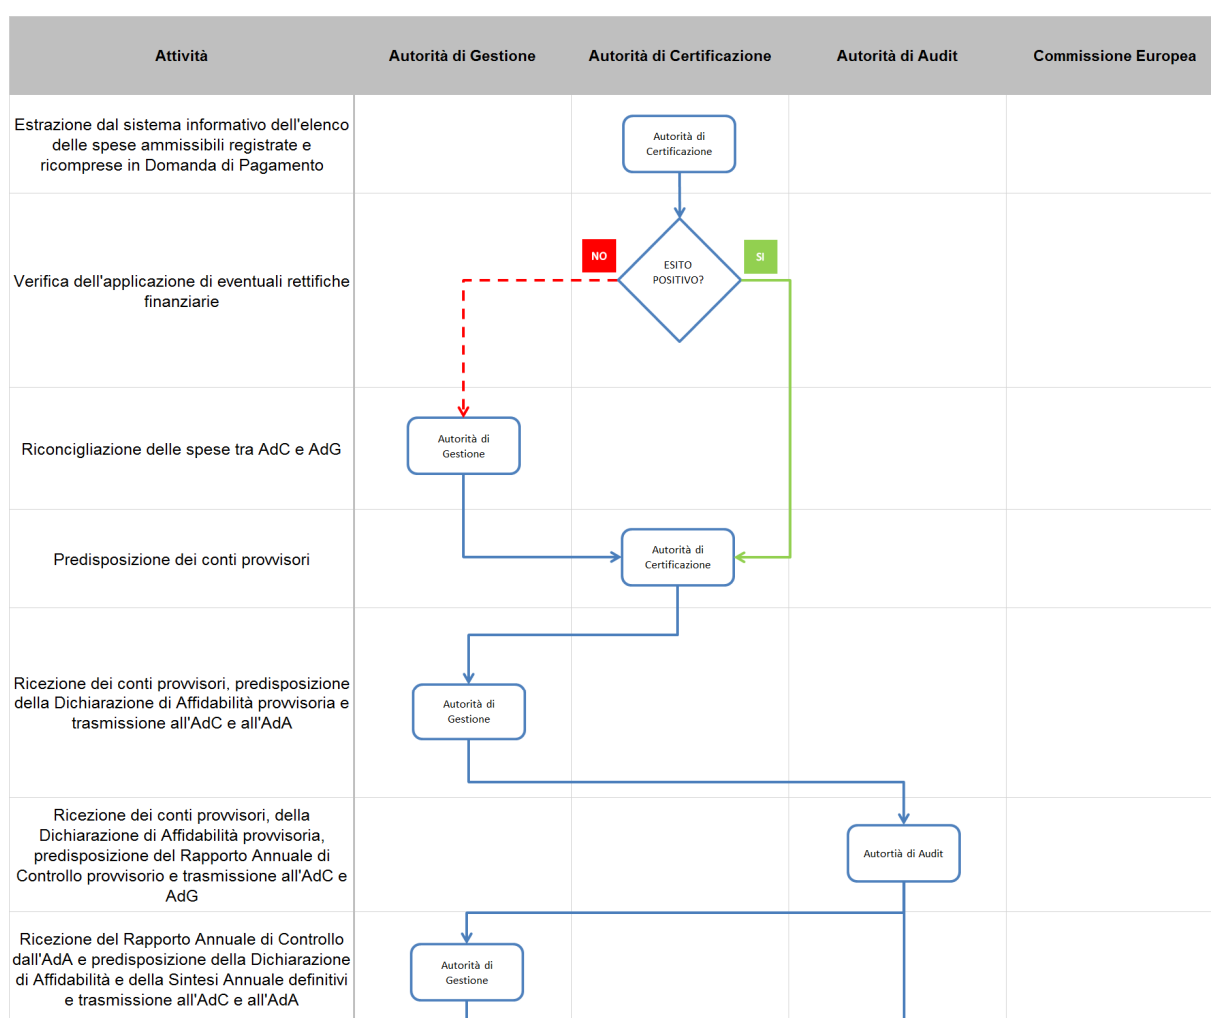 Attività
Autorità di Gestione
Autorità di Certificazione
Autorità di Audit
Commissione Europea
Estrazione dal sistema informativo dell'elenco
delle spese ammissibili registrate e
ricomprese in Domanda di Pagamento
Autorità di
Certificazione
Verifica dell'applicazione di eventuali rettifiche
finanziarie
NO
ESITO
POSITIVO?
SI
Riconcigliazione delle spese tra AdC e AdG
Autorità di
Gestione
Predisposizione dei conti provvisori
Autorità di
Certificazione
Ricezione dei conti provvisori, predisposizione
della Dichiarazione di Affidabilità provvisoria e
trasmissione all'AdC e all'AdA
Autorità di
Gestione
Ricezione dei conti provvisori, della
Dichiarazione di Affidabilità provvisoria,
predisposizione del Rapporto Annuale di
Controllo provvisorio e trasmissione all'AdC e
AdG
Autortià di Audit
Ricezione del Rapporto Annuale di Controllo
dall'AdA e predisposizione della Dichiarazione
di Affidabilità e della Sintesi Annuale definitivi
e trasmissione all'AdC e all'AdA
Autorità di
Gestione